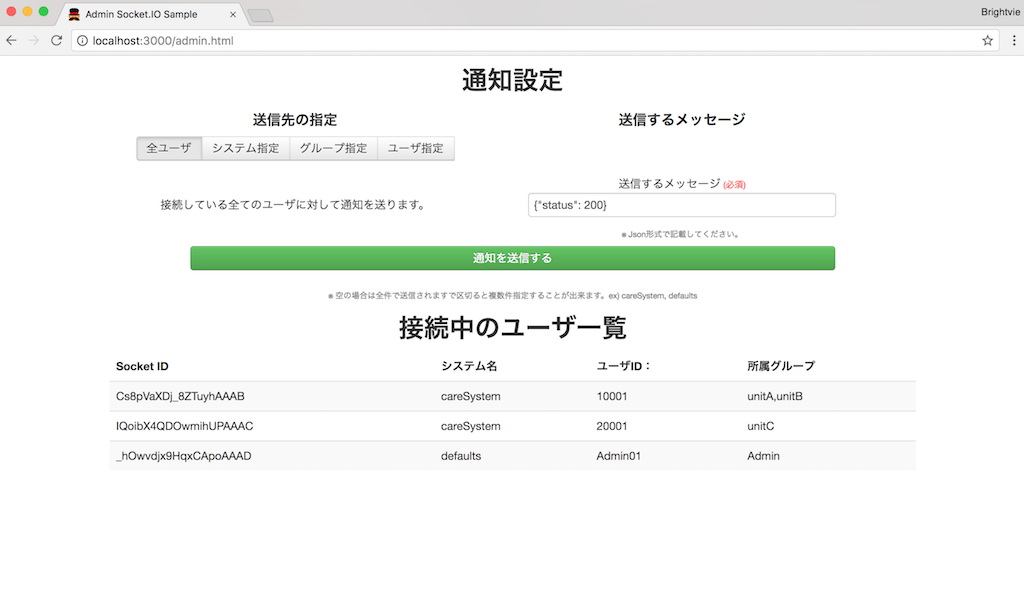 Admin Socket.IO Sample
Brightvie
localhost:3000/admin.html
通知設定
送信先の指定
送信するメッセージ
全ユーザ システム指定 グループ指定 ユーザ指定
送信するメッセージ (必須)
接続している全てのユーザに対して通知を送ります。
{"status": 200}
※Json形式で記載してください。
通知を送信する
※ 空の場合は全件で送信されますで区切ると複数件指定することが出来ます。ex) careSystem, defaults
接続中のユーザ一覧
Socket ID システム名 ユーザID： 所属グループ
Cs8pVaXDj_8ZTuyhAAAB careSystem 10001 unitA,unitB
IQoibX4QDOwmihUPAAAC careSystem 20001 unitC
_hOwvdjx9HqxCApoAAAD defaults Admin01 Admin